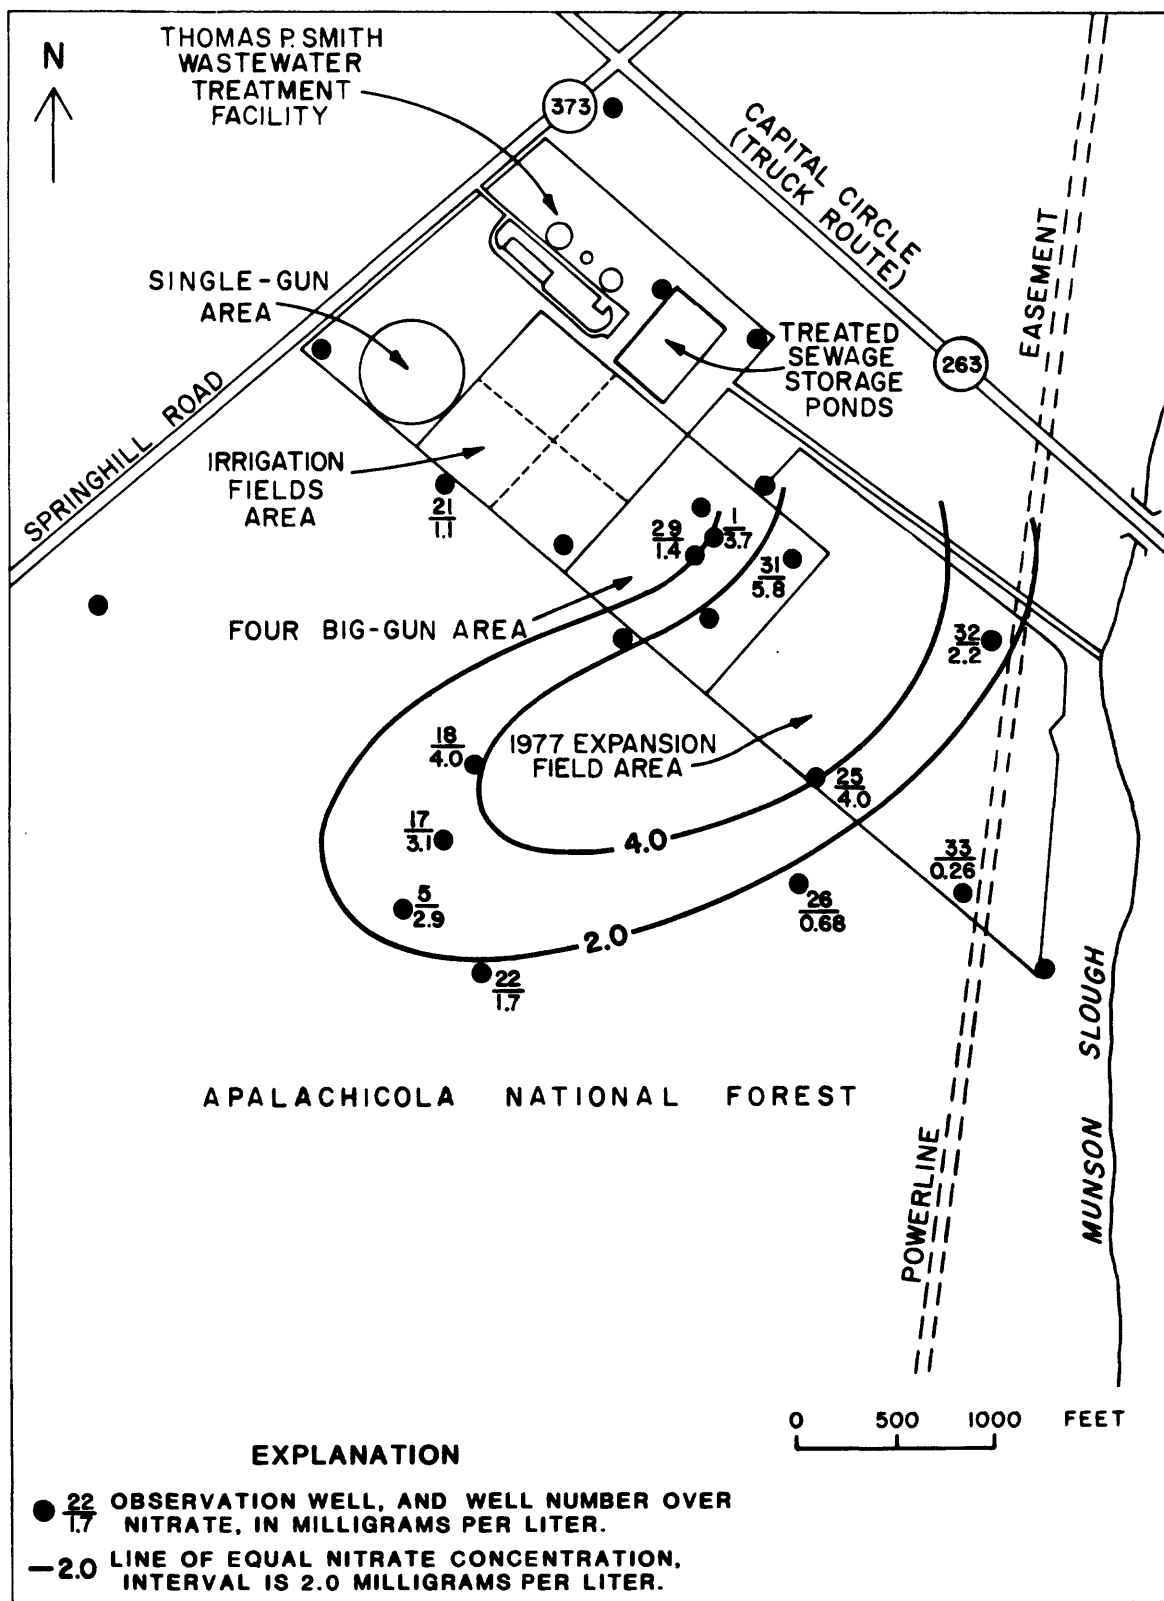 N
THOMAS P. SMITH
WASTEWATER
TREATMENT
FACILITY
373
CAPITAL CIRCLE
(TRUCK ROUTE)
EASEMENT
SINGLE-GUN
AREA
TREATED
SEWAGE
STORAGE
PONDS
263
SPRINGHILL ROAD
IRRIGATION
FIELDS
AREA
21
1.1
29
1.4
1
3.7
31
5.8
FOUR BIG-GUN AREA
32
2.2
18
4.0
1977 EXPANSION
FIELD AREA
25
4.0
17
3.1
4.0
33
0.26
5
2.9
26
0.68
2.0
22
1.7
MUNSON SLOUGH
APALACHICOLA NATIONAL FOREST
POWERLINE
0 500 1000 FEET
EXPLANATION
22
1.7
OBSERVATION WELL, AND WELL NUMBER OVER
NITRATE, IN MILLIGRAMS PER LITER.
—2.0 LINE OF EQUAL NITRATE CONCENTRATION,
INTERVAL IS 2.0 MILLIGRAMS PER LITER.